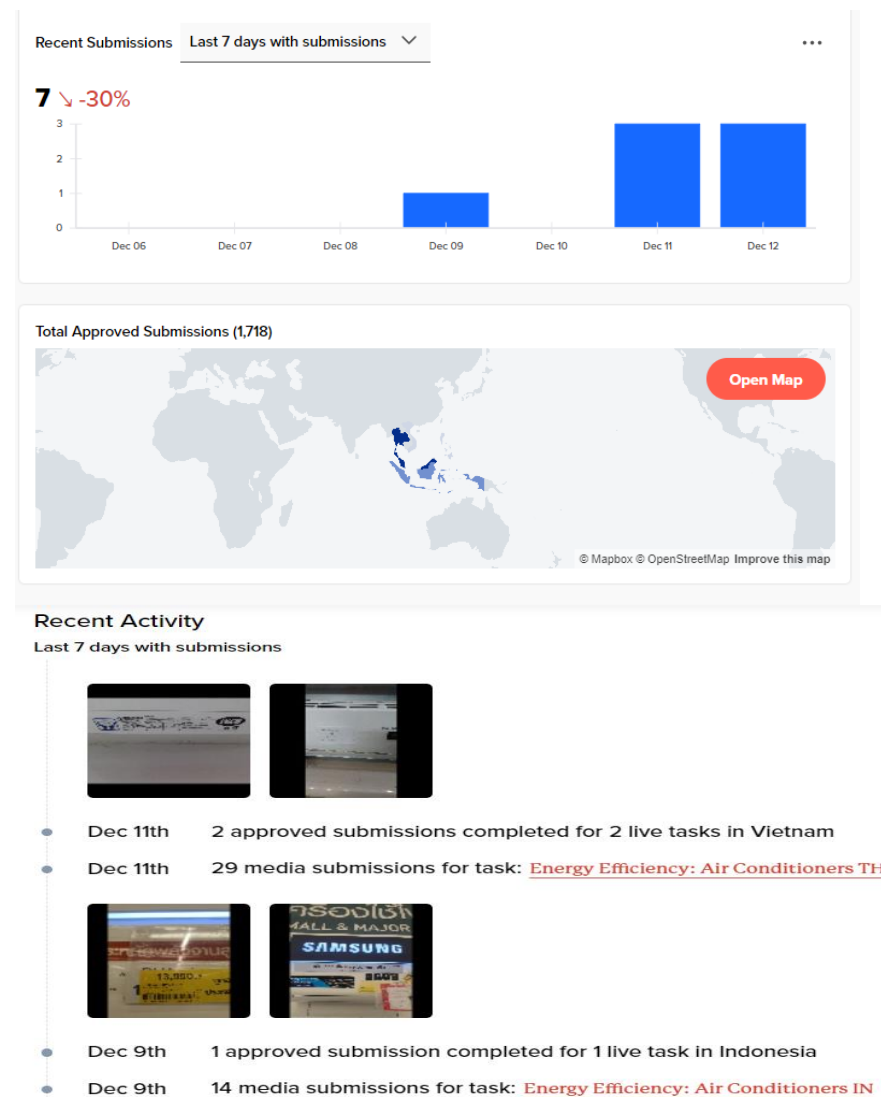 Recent Submissions Last 7 days with submissions
7 ↘ -30%
3
2
1
0
Dec 06 Dec 07 Dec 08 Dec 09 Dec 10 Dec 11 Dec 12
Total Approved Submissions (1,718)
Open Map
© Mapbox © OpenStreetMap Improve this map
Recent Activity
Last 7 days with submissions
Dec 11th 2 approved submissions completed for 2 live tasks in Vietnam
Dec 11th 29 media submissions for task: Energy Efficiency: Air Conditioners TH
MALL & MAJOR
SAMSUNG
Dec 9th 1 approved submission completed for 1 live task in Indonesia
Dec 9th 14 media submissions for task: Energy Efficiency: Air Conditioners IN